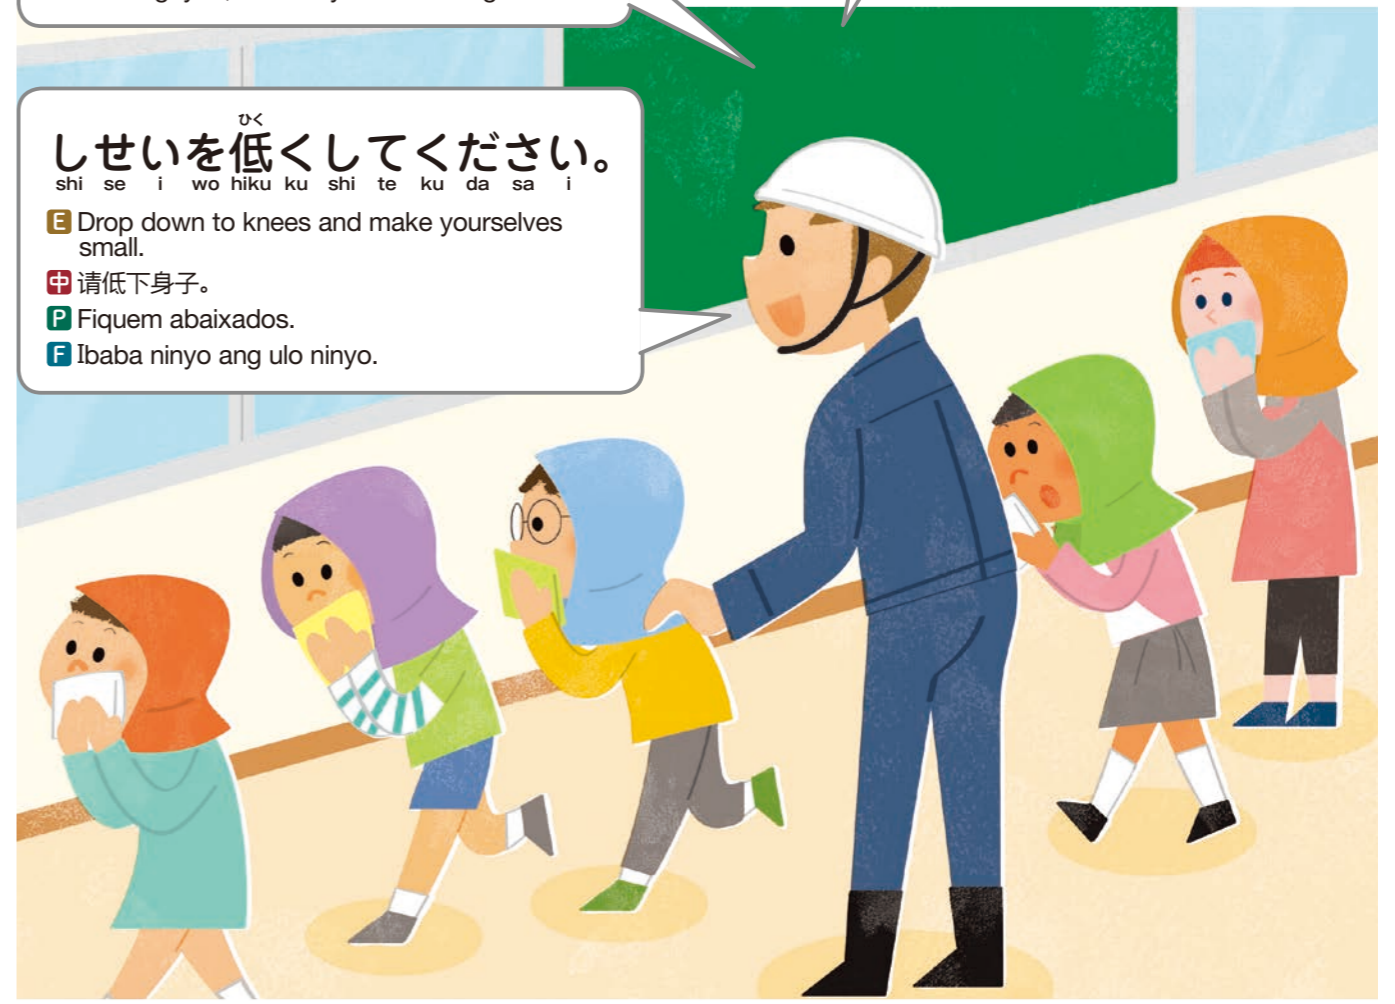 ひく
しせいを低くしてください。
shi se i wo hiku ku shi te ku da sa i
E Drop down to knees and make yourselves
small.
中 请低下身子。
P Fiquem abaixados.
F Ibaba ninyo ang ulo ninyo.